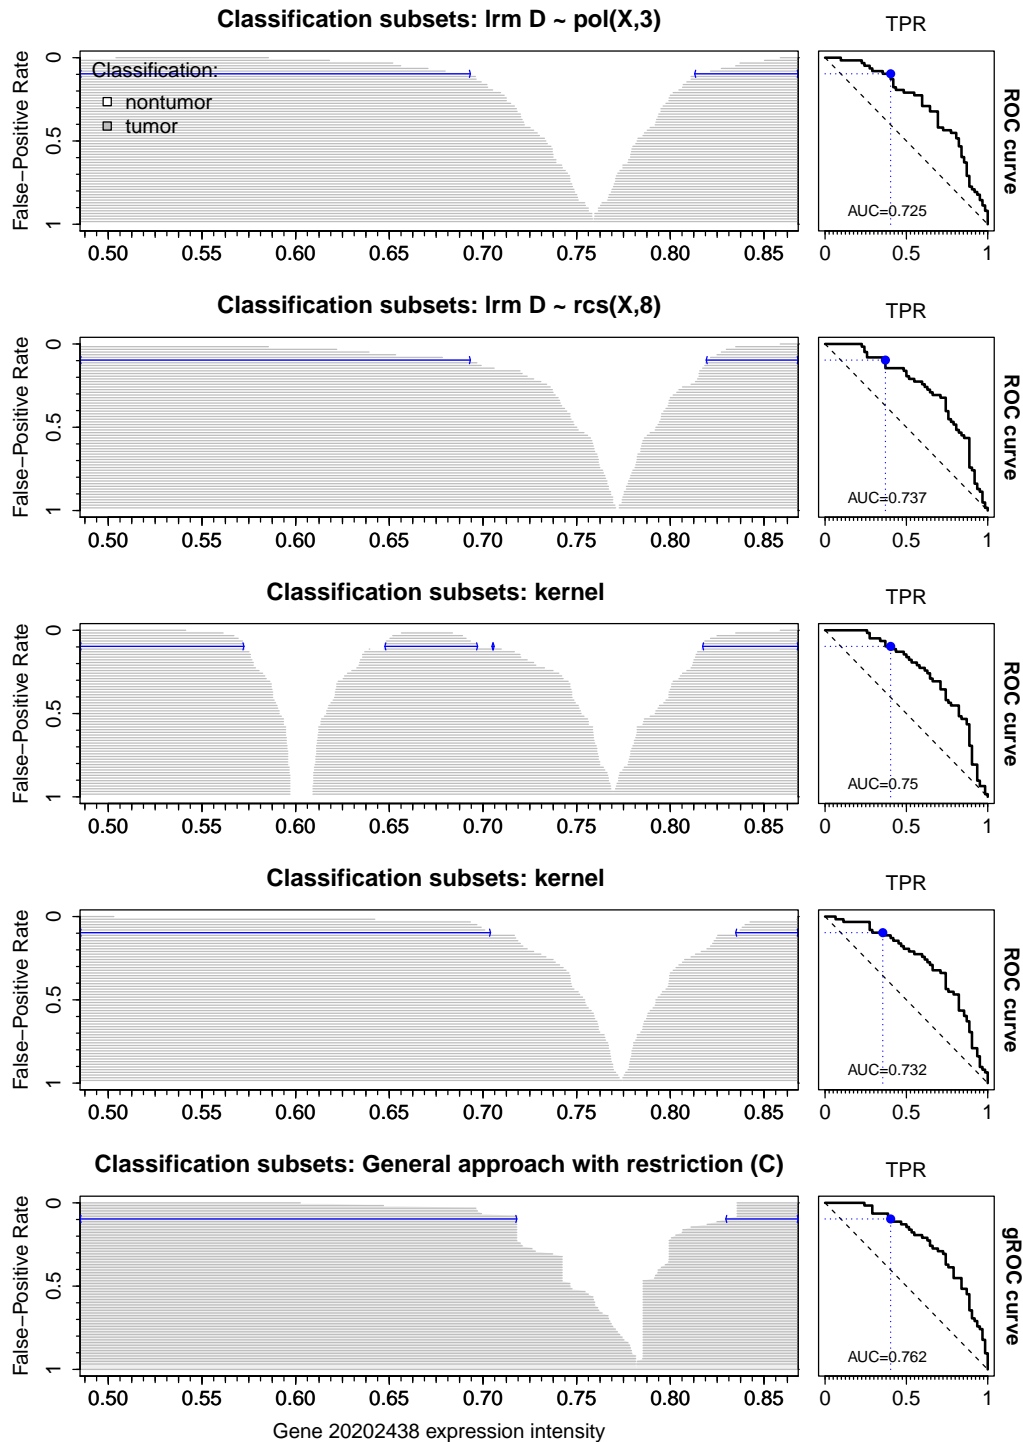 Classification subsets: lrm D ~ pol(X,3)
TPR
False−Positive Rate
0
0.5
1
Classification:
nontumor
tumor
0.50 0.55 0.60 0.65 0.70 0.75 0.80 0.85
AUC=0.725
0 0.5 1
ROC curve
Classification subsets: lrm D ~ rcs(X,8)
TPR
False−Positive Rate
0
0.5
1
0.50 0.55 0.60 0.65 0.70 0.75 0.80 0.85
AUC=0.737
0 0.5 1
ROC curve
Classification subsets: kernel
TPR
False−Positive Rate
0
0.5
1
0.50 0.55 0.60 0.65 0.70 0.75 0.80 0.85
AUC=0.75
0 0.5 1
ROC curve
Classification subsets: kernel
TPR
False−Positive Rate
0
0.5
1
0.50 0.55 0.60 0.65 0.70 0.75 0.80 0.85
AUC=0.732
0 0.5 1
ROC curve
Classification subsets: General approach with restriction (C)
TPR
False−Positive Rate
0
0.5
1
0.50 0.55 0.60 0.65 0.70 0.75 0.80 0.85
AUC=0.762
0 0.5 1
gROC curve
Gene 20202438 expression intensity